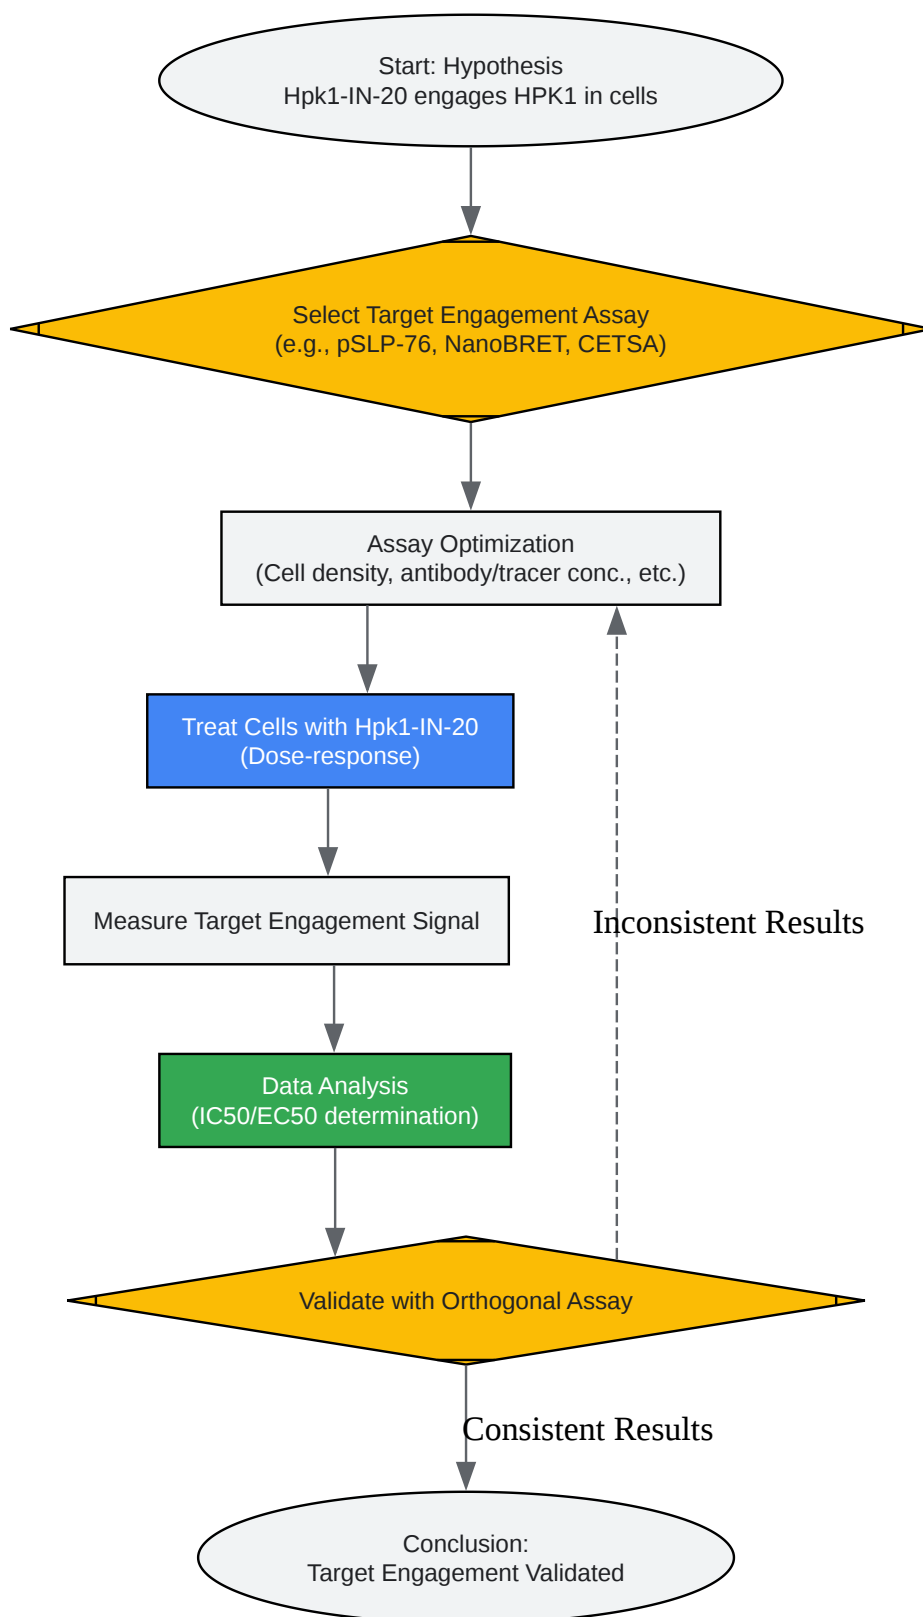 Start: Hypothesis
Hpk1-IN-20 engages HPK1 in cells
Select Target Engagement Assay
(e.g., pSLP-76, NanoBRET, CETSA)
Assay Optimization
(Cell density, antibody/tracer conc., etc.)
Treat Cells with Hpk1-IN-20
(Dose-response)
Measure Target Engagement Signal
Inconsistent Results
Data Analysis
(IC50/EC50 determination)
Validate with Orthogonal Assay
Consistent Results
Conclusion:
Target Engagement Validated